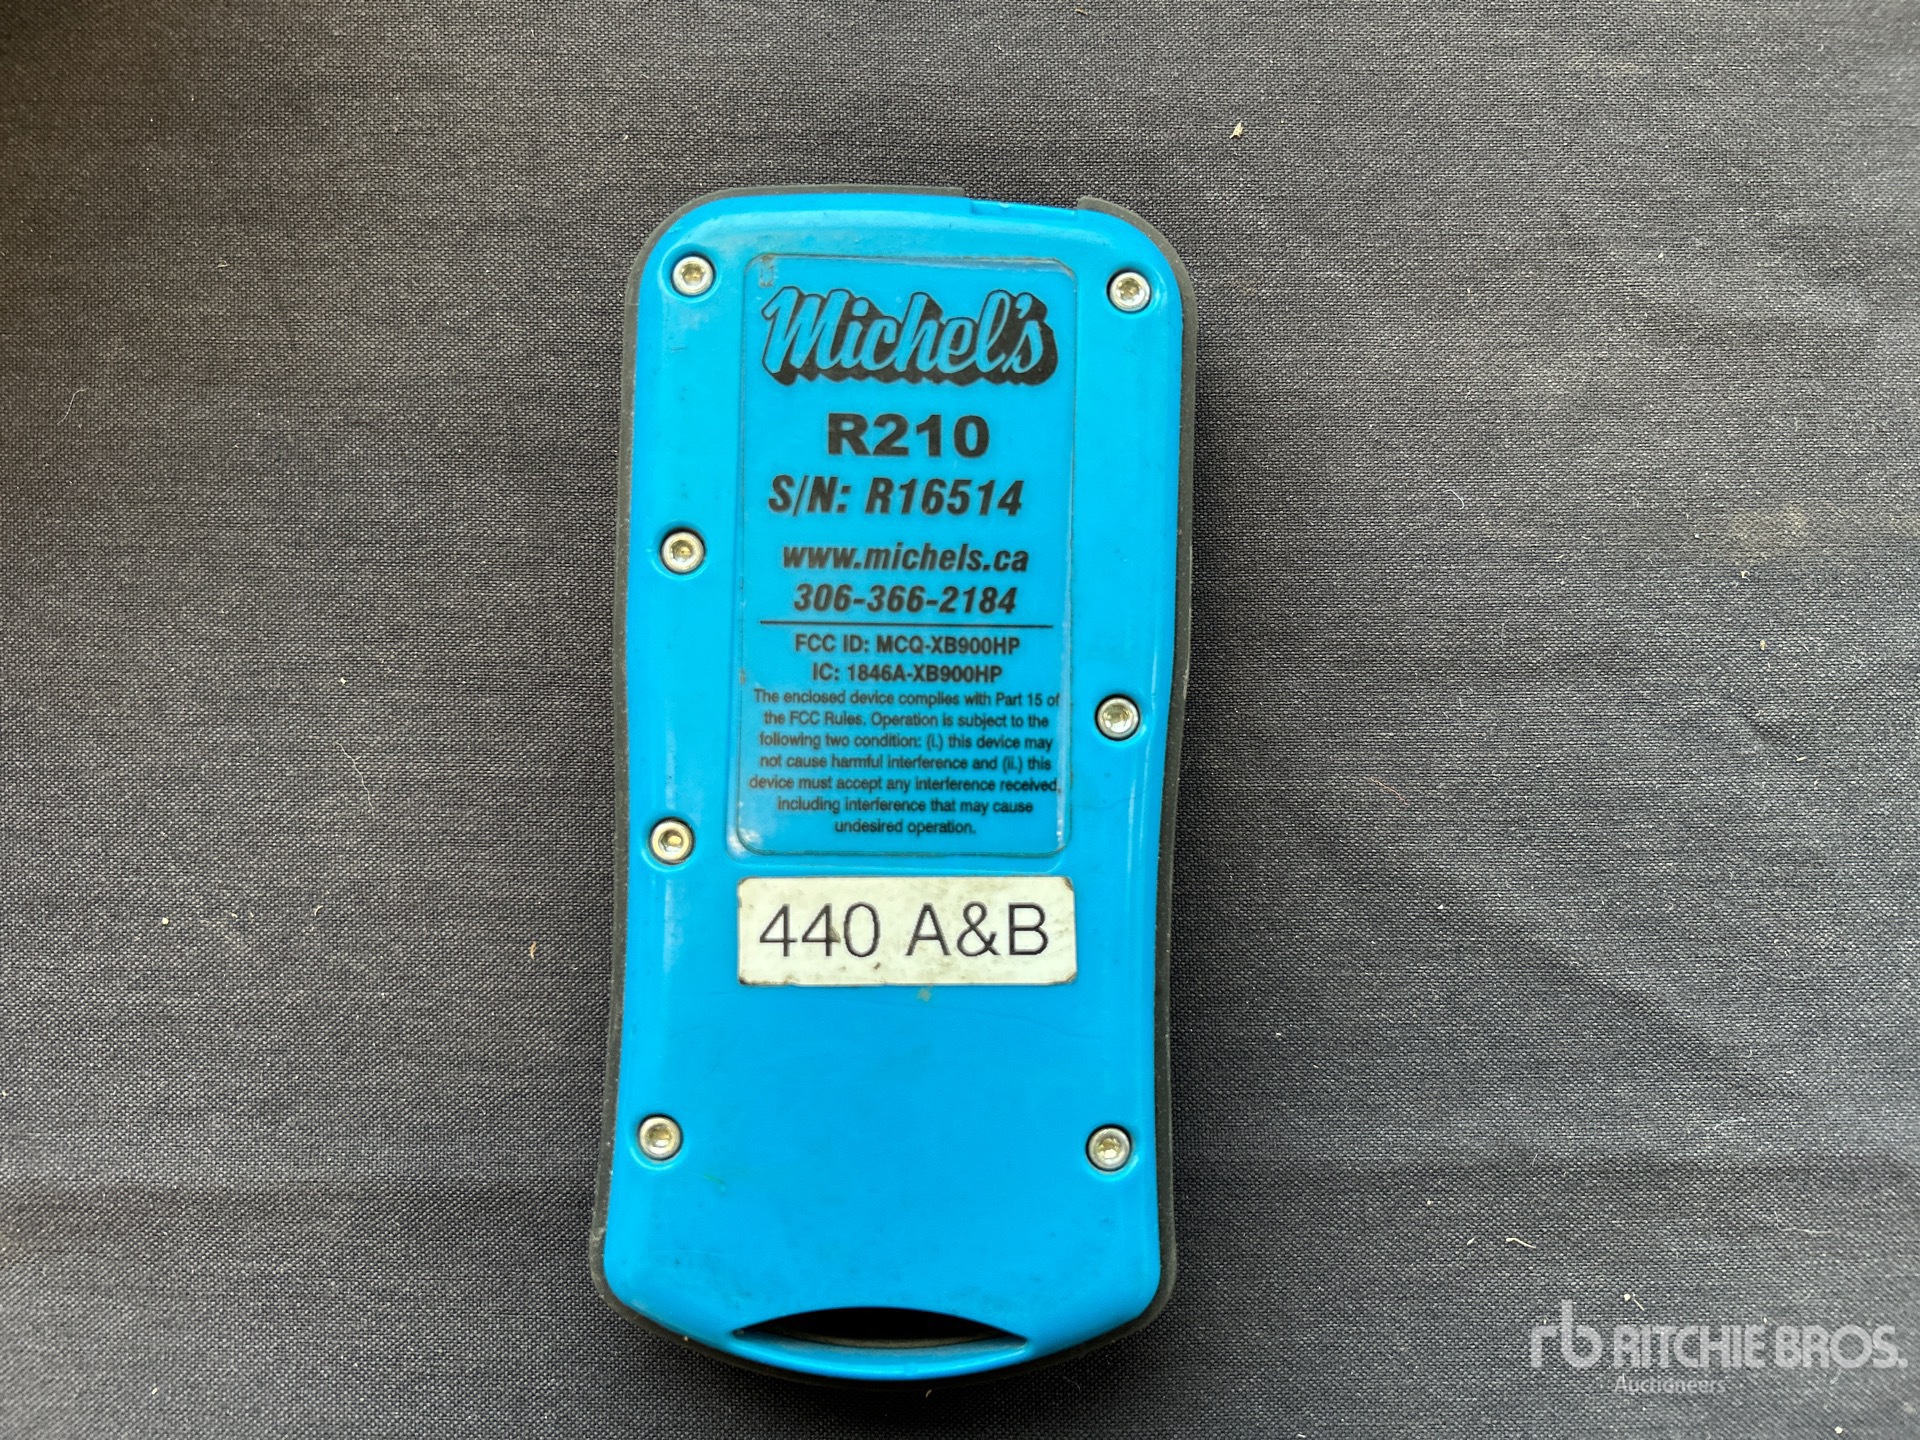 Michel's
R210
S/N: R16514
www.michels.ca
306-366-2184
FCC ID: MCQ-XB900HP
IC: 1846A-XB900HP
The enclosed device complies with Part 15 of
the FCC Rules. Operation is subject to the
following two condition: (i.) this device may
not cause harmful interference and (ii.) this
device must accept any interference received,
including interference that may cause
undesired operation.
440 A&B
rb RITCHIE BROS.
Auctioneers